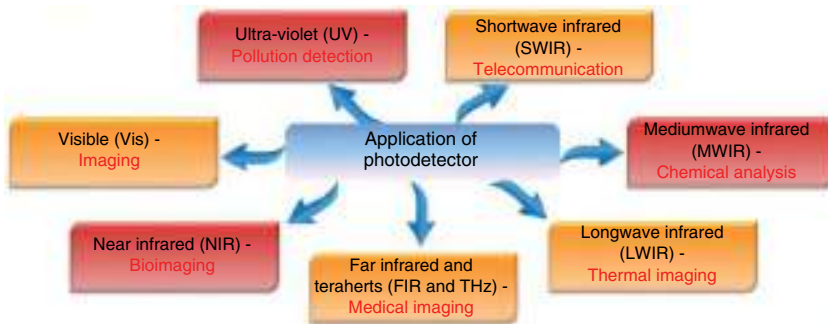 Ultra-violet (UV) -
Pollution detection
Shortwave infrared
(SWIR) -
Telecommunication
Visible (Vis) -
Imaging
Application of
photodetector
Mediumwave infrared
(MWIR) -
Chemical analysis
Near infrared (NIR) -
Bioimaging
Far infrared and
teraherts (FIR and THz) -
Medical imaging
Longwave infrared
(LWIR) -
Thermal imaging